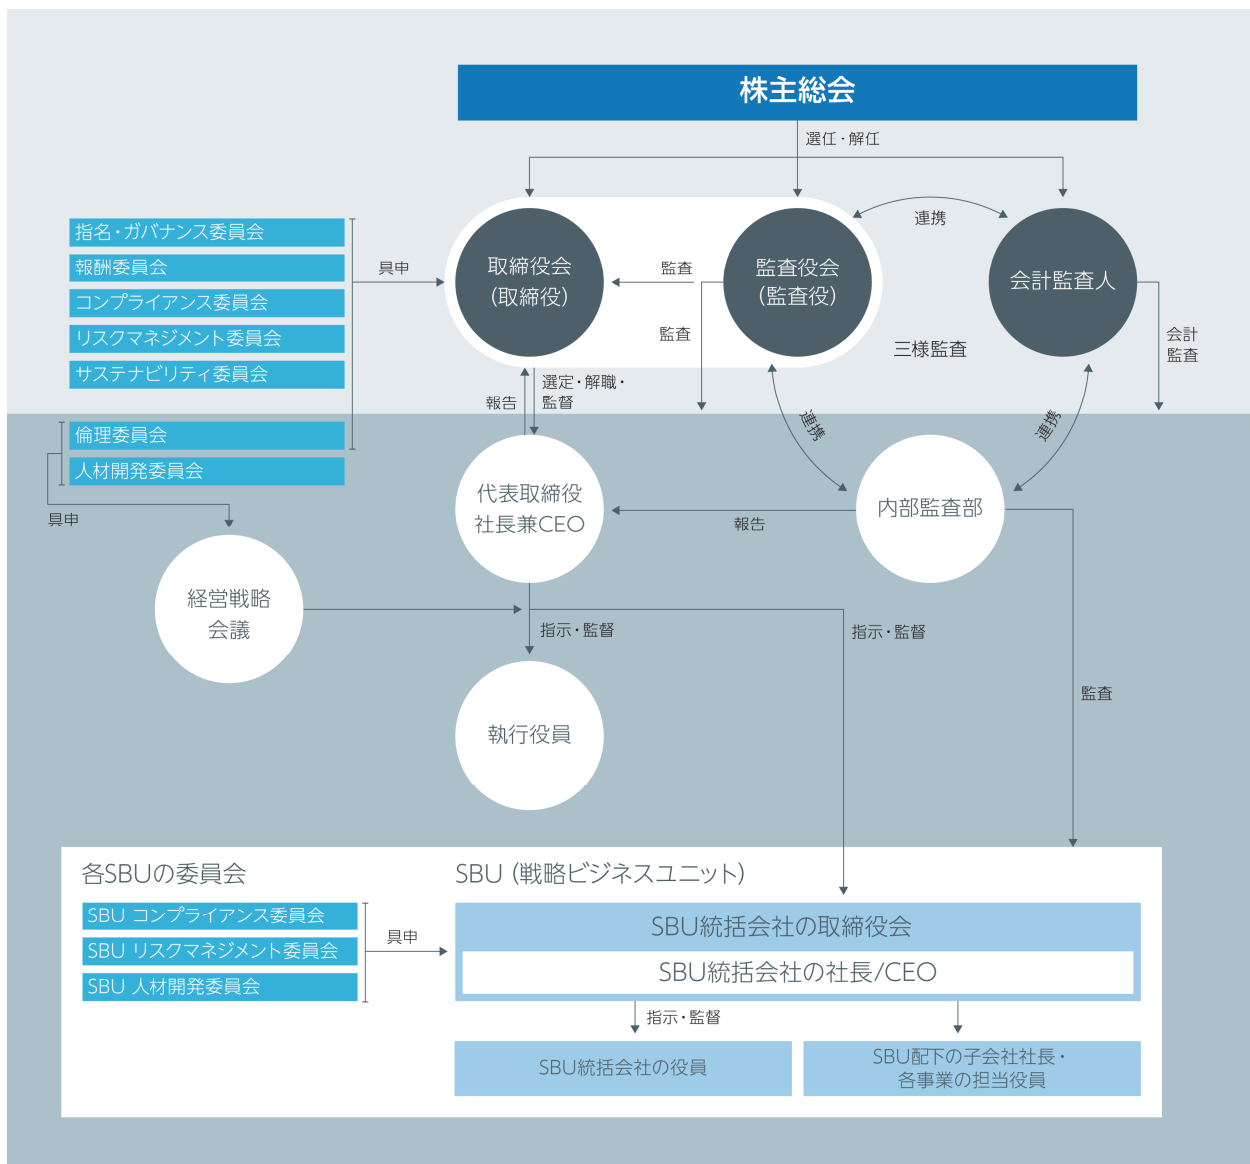 株主総会
選任・解任
指名・ガバナンス委員会
報酬委員会
コンプライアンス委員会
リスクマネジメント委員会
サステナビリティ委員会
具申
取締役会
(取締役)
監査
監査
監査役会
(監査役)
連携
会計監査人
三様監査
会計
監査
報告
選定・解職・
監督
連携
連携
倫理委員会
人材開発委員会
具申
代表取締役
社長兼CEO
報告
内部監査部
経営戦略
会議
指示・監督
指示・監督
監査
執行役員
各SBUの委員会
SBU コンプライアンス委員会
SBU リスクマネジメント委員会
SBU 人材開発委員会
具申
SBU (戦略ビジネスユニット)
SBU統括会社の取締役会
SBU統括会社の社長/CEO
指示・監督
SBU統括会社の役員
SBU配下の子会社社長・
各事業の担当役員